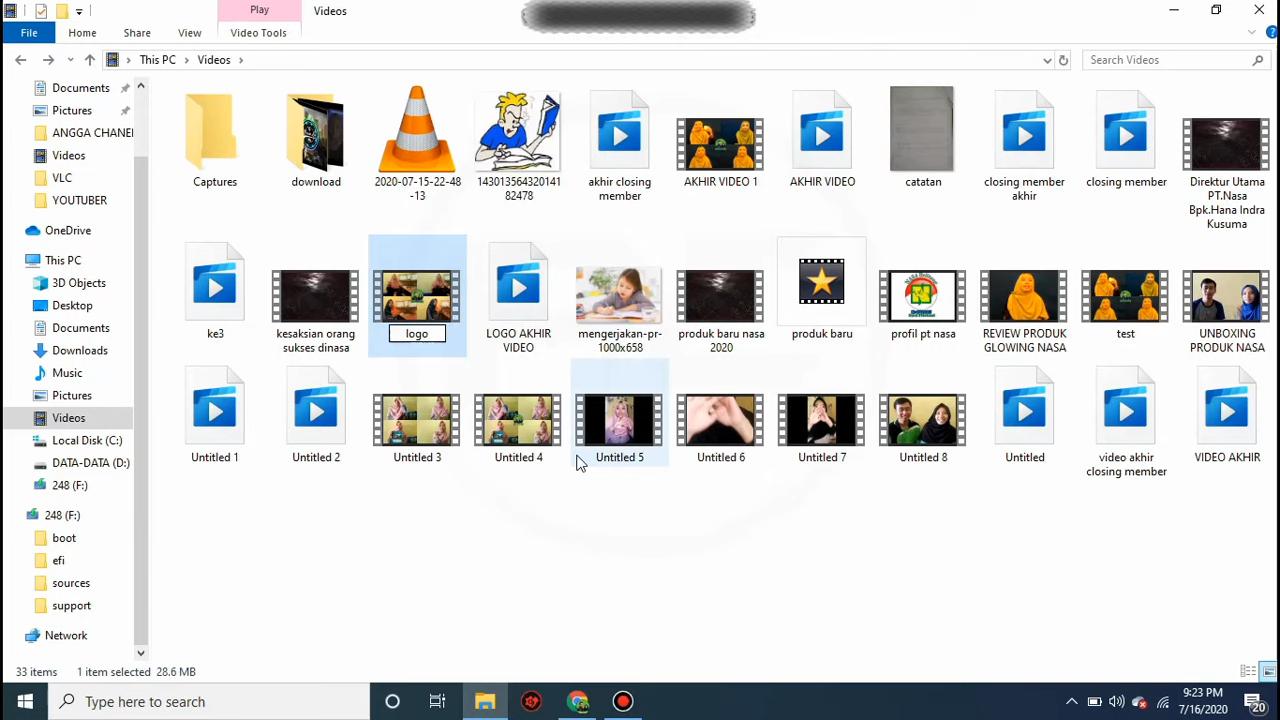 Play
Videos
File
Home
Share
View
Video Tools
This PC
Videos
Search Videos
Documents
Pictures
ANGGA CHANE
Videos
VLC
YOUTUBER
OneDrive
This PC
3D Objects
Desktop
Documents
Downloads
Music
Pictures
Videos
Local Disk (C:)
DATA-DATA (D:)
248 (F:)
248 (F:)
boot
efi
sources
support
Network
Captures
download
2020-07-15-22-48
-13
143013564320141
82478
akhir closing
member
AKHIR VIDEO 1
AKHIR VIDEO
catatan
closing member
akhir
closing member
Direktur Utama
PT.Nasa
Bpk.Hana Indra
Kusuma
ke3
kesaksian orang
sukses dinasa
logo
LOGO AKHIR
VIDEO
mengerjakan-pr-
1000x658
produk baru nasa
2020
produk baru
profil pt nasa
REVIEW PRODUK
GLOWING NASA
test
UNBOXING
PRODUK NASA
Untitled 1
Untitled 2
Untitled 3
Untitled 4
Untitled 5
Untitled 6
Untitled 7
Untitled 8
Untitled
video akhir
closing member
VIDEO AKHIR
33 items
1 item selected 28.6 MB
Type here to search
9:23 PM
7/16/2020
20